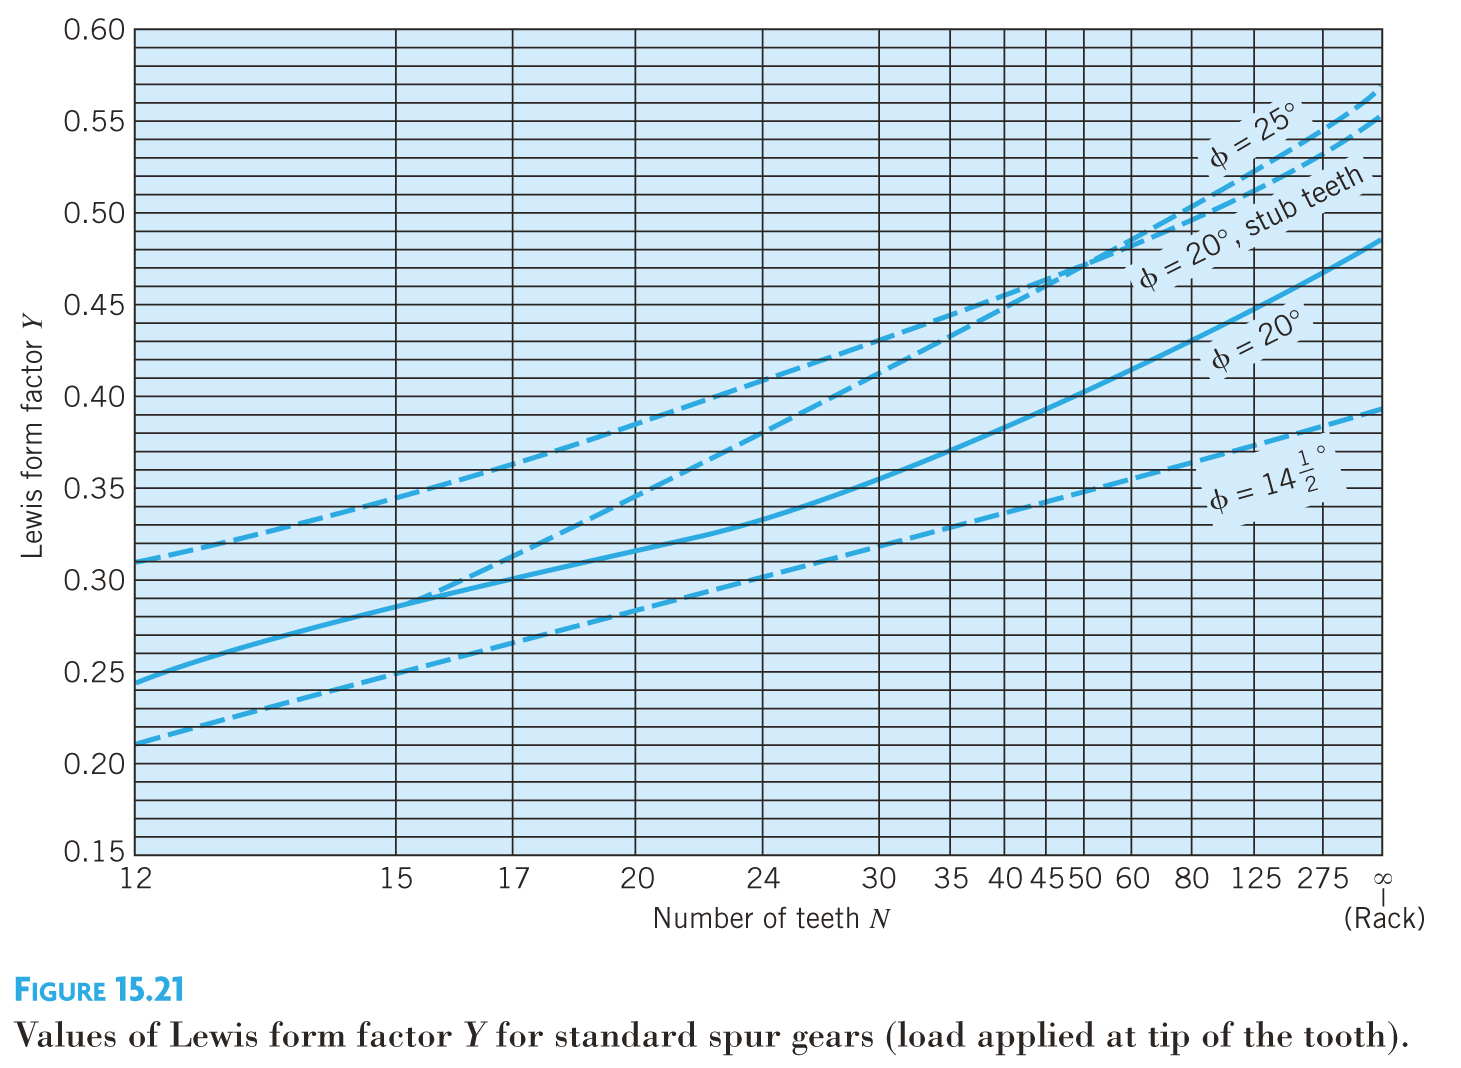 0.60
0.55
0.50
0.45
0.40
0.35
0.30
0.25
0.20
0.15
Lewis form factor Y
ϕ = 25°
ϕ = 20°, stub teeth
ϕ = 20°
ϕ = 14 1/2°
12 15 17 20 24 30 35 40 45 50 60 80 125 275 ∞
(Rack)
Number of teeth N
FIGURE 15.21
Values of Lewis form factor Y for standard spur gears (load applied at tip of the tooth).